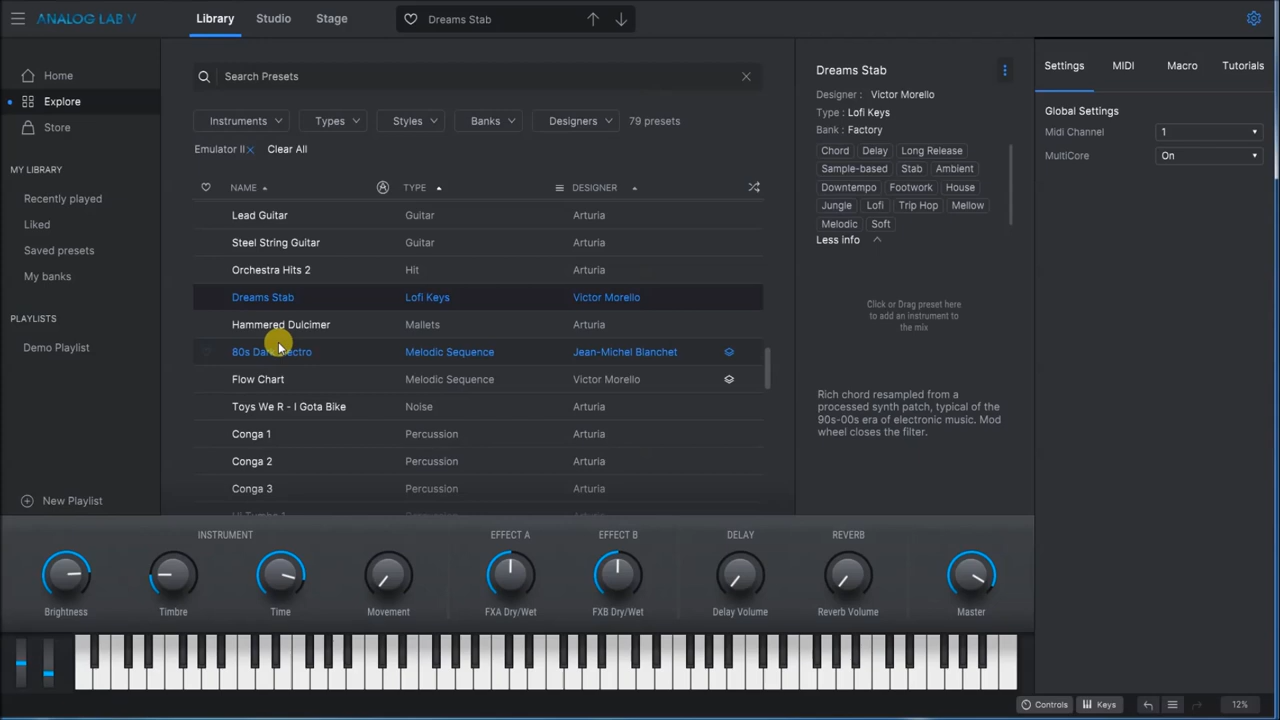 ANALOG LAB V
Library Studio Stage
Dreams Stab
Home
Explore
Store
MY LIBRARY
Recently played
Liked
Saved presets
My banks
PLAYLISTS
Demo Playlist
New Playlist
Search Presets
Instruments Types Styles Banks Designers 79 presets
Emulator II Clear All
NAME TYPE DESIGNER
Lead Guitar Guitar Arturia
Steel String Guitar Guitar Arturia
Orchestra Hits 2 Hit Arturia
Dreams Stab Lofi Keys Victor Morello
Hammered Dulcimer Mallets Arturia
80s Dark Electro Melodic Sequence Jean-Michel Blanchet
Flow Chart Melodic Sequence Victor Morello
Toys We R - I Gota Bike Noise Arturia
Conga 1 Percussion Arturia
Conga 2 Percussion Arturia
Conga 3 Percussion Arturia
Dreams Stab
Designer : Victor Morello
Type : Lofi Keys
Bank : Factory
Chord Delay Long Release
Sample-based Stab Ambient
Downtempo Footwork House
Jungle Lofi Trip Hop Mellow
Melodic Soft
Less info
Click or Drag preset here
to add an instrument to
the mix
Rich chord resampled from a
processed synth patch, typical of the
90s-00s era of electronic music. Mod
wheel closes the filter.
Settings MIDI Macro Tutorials
Global Settings
Midi Channel 1
MultiCore On
INSTRUMENT EFFECT A EFFECT B DELAY REVERB
Brightness Timbre Time Movement FXA Dry/Wet FXB Dry/Wet Delay Volume Reverb Volume Master
Controls Keys 12%